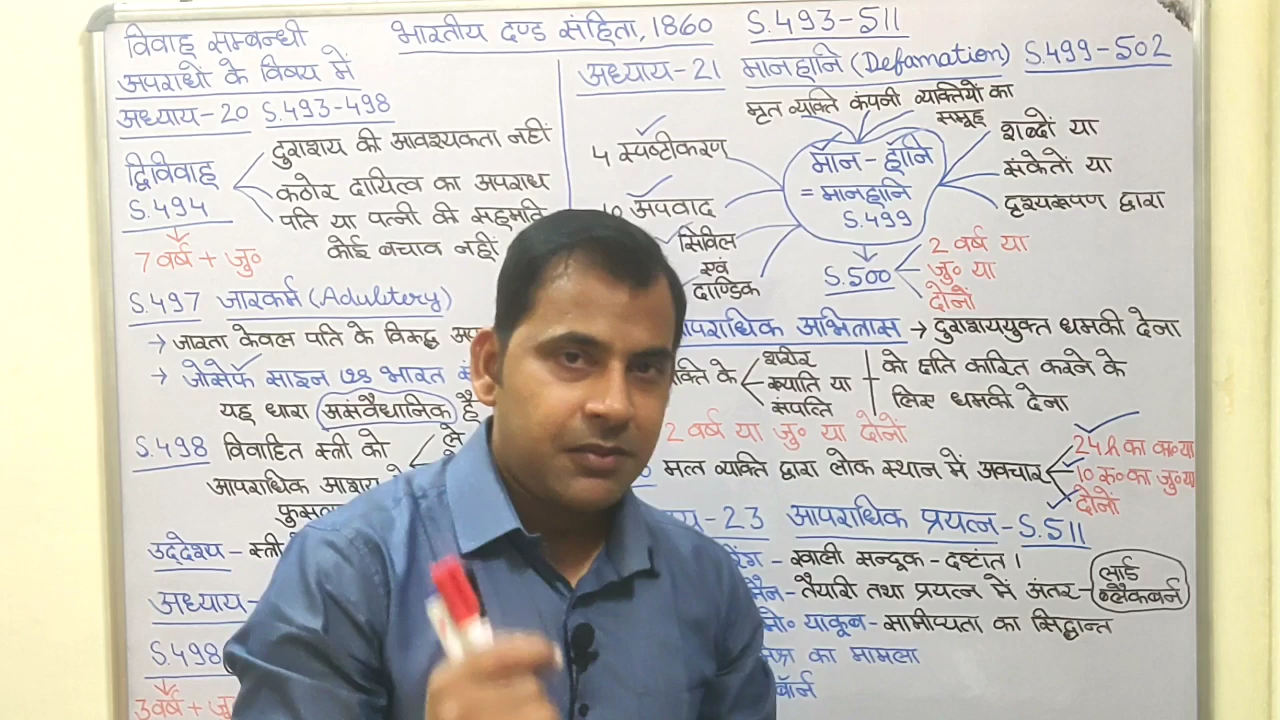 भारतीय दण्ड संहिता, 1860 S.493-511
विवाह सम्बन्धी
अपराधों के विषय में
अध्याय-20 S.493-498
द्विविवाह
S.494
दुराशय की आवश्यकता नहीं
कठोर दायित्व का अपराध
पति या पत्नी की सहमति
कोई बचाव नहीं
7 वर्ष + जु०
S.497 जारकर्म (Adultery)
→ जारता केवल पति के विरुद्ध अप
→ जोसेफ साइन vs भारत सं
यह धारा असंवैधानिक है
S.498 विवाहित स्त्री को
आपराधिक आशय से
फुसला
उद्देश्य - स्त्री
अध्याय-
S.498
3 वर्ष + जु
अध्याय-21 मानहानि (Defamation) S.499-502
मृत व्यक्ति कंपनी व्यक्तियों का
समूह
4 स्पष्टीकरण
10 अपवाद
सिविल
एवं
दाण्डिक
मॉन-हॉनि
= मानहानि
S.499
शब्दों या
संकेतों या
दृश्यरूपण द्वारा
S.500
2 वर्ष या
जु० या
दोनों
आपराधिक अभित्रास → दुराशययुक्त धमकी देना
क्ति के
शरीर
ख्याति या
संपत्ति
को क्षति कारित करने के
लिए धमकी देना
2 वर्ष या जु० या दोनों
मत्त व्यक्ति द्वारा लोक स्थान में अवचार
24 h का का० या
10 रु० का जु० या
दोनों
य-23 आपराधिक प्रयत्न-S.511
रिंग - खाली सन्दूक - दृष्टांत।
मैन - तैयारी तथा प्रयत्न में अंतर - लार्ड
ब्लैकबर्न
मो० याकूब - सामीप्यता का सिद्धान्त
मिश्र का मामला
बॉर्न